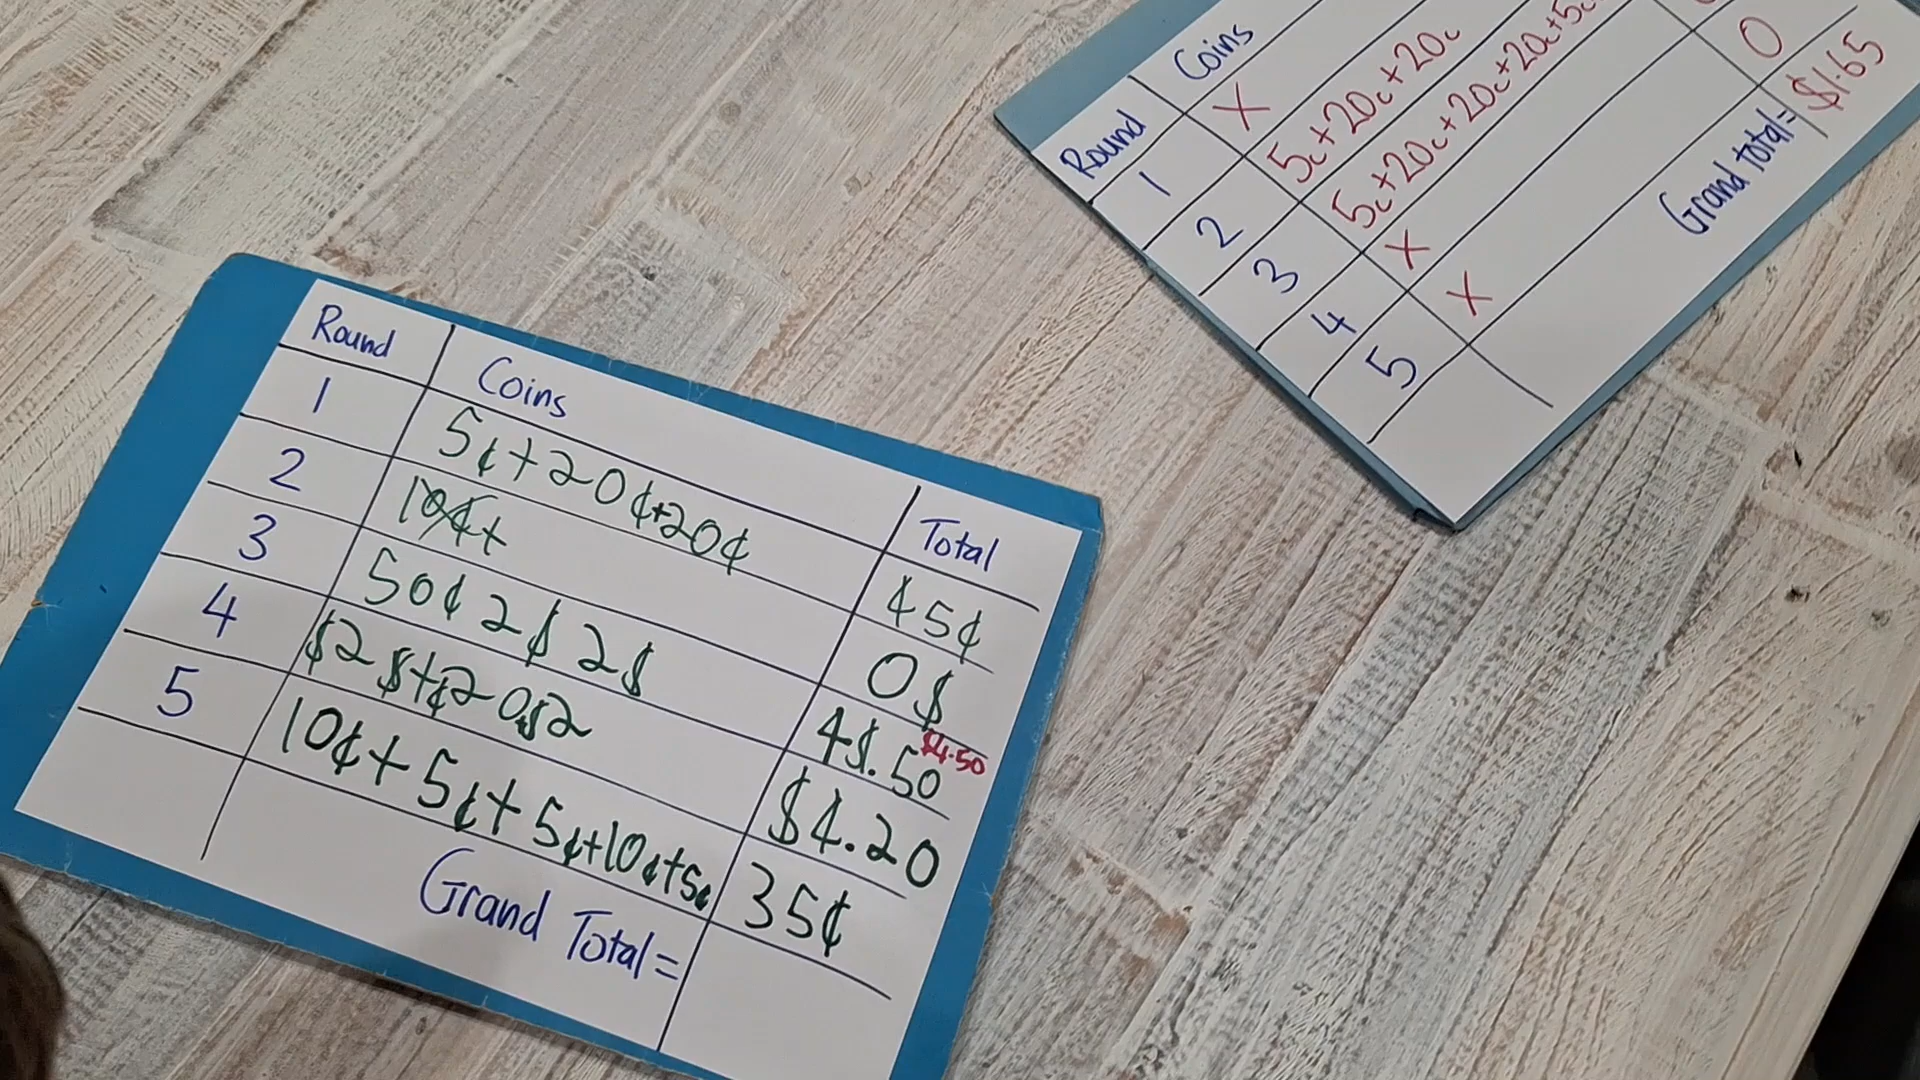 Round Coins Total
1 5¢+20¢+20¢ 45¢
2 10¢+ 0$
3 50¢ 2$ 2$ 4$.50 $4.50
4 $2 $+¢20 $2 $4.20
5 10¢+5¢+5¢+10¢+5¢ 35¢
Grand Total=
Round Coins
1 X
2 5c+20c+20c
3 5c+20c+20c+20c+5c
4 X
5 X 0
Grand total= $1.65